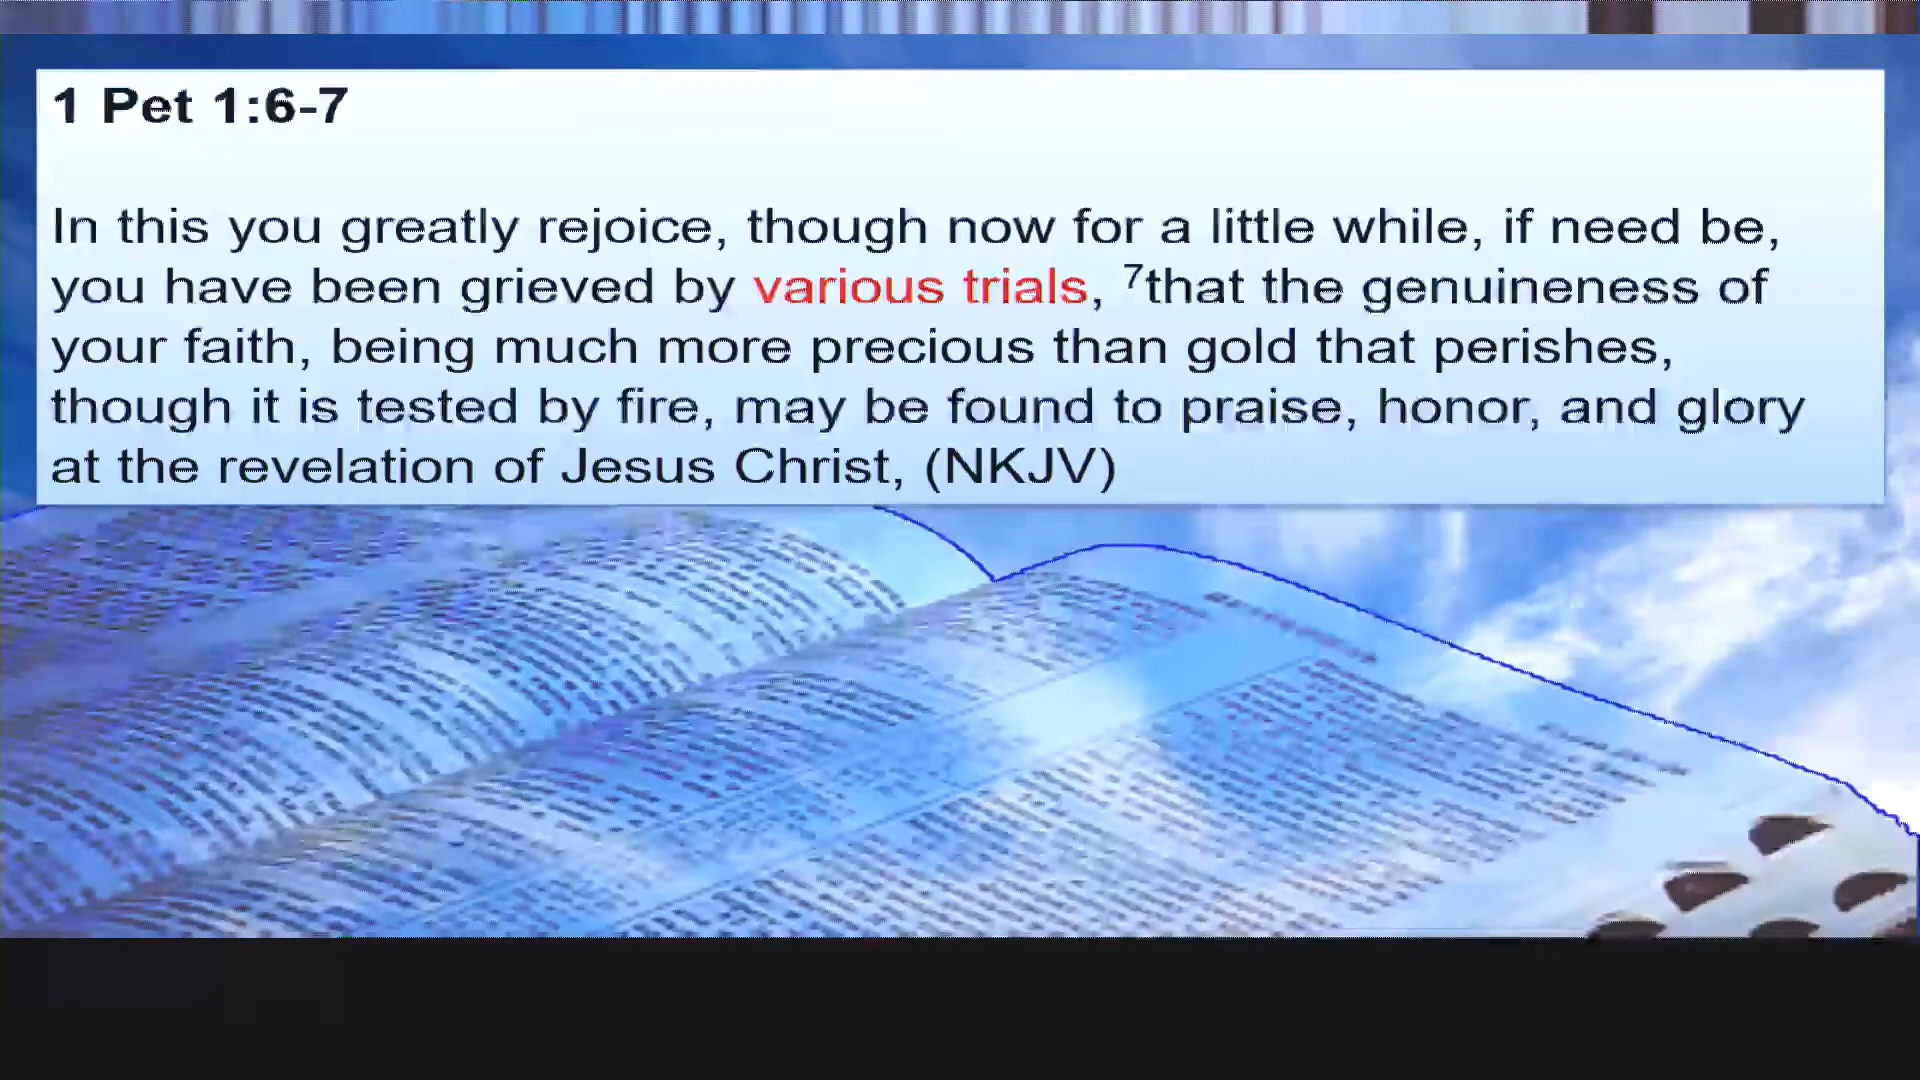 1 Pet 1:6-7
In this you greatly rejoice, though now for a little while, if need be,
you have been grieved by various trials, ⁷that the genuineness of
your faith, being much more precious than gold that perishes,
though it is tested by fire, may be found to praise, honor, and glory
at the revelation of Jesus Christ, (NKJV)